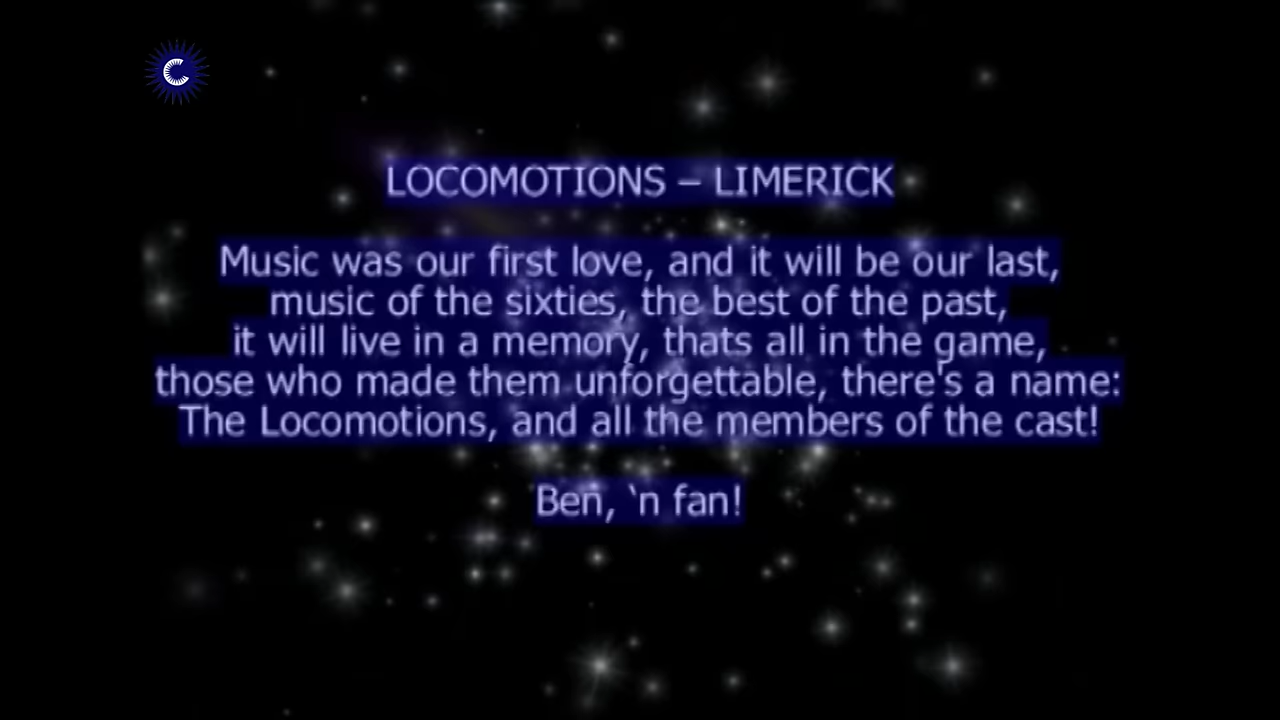 C
LOCOMOTIONS – LIMERICK
Music was our first love, and it will be our last,
music of the sixties, the best of the past,
it will live in a memory, thats all in the game,
those who made them unforgettable, there's a name:
The Locomotions, and all the members of the cast!
Ben, ‘n fan!